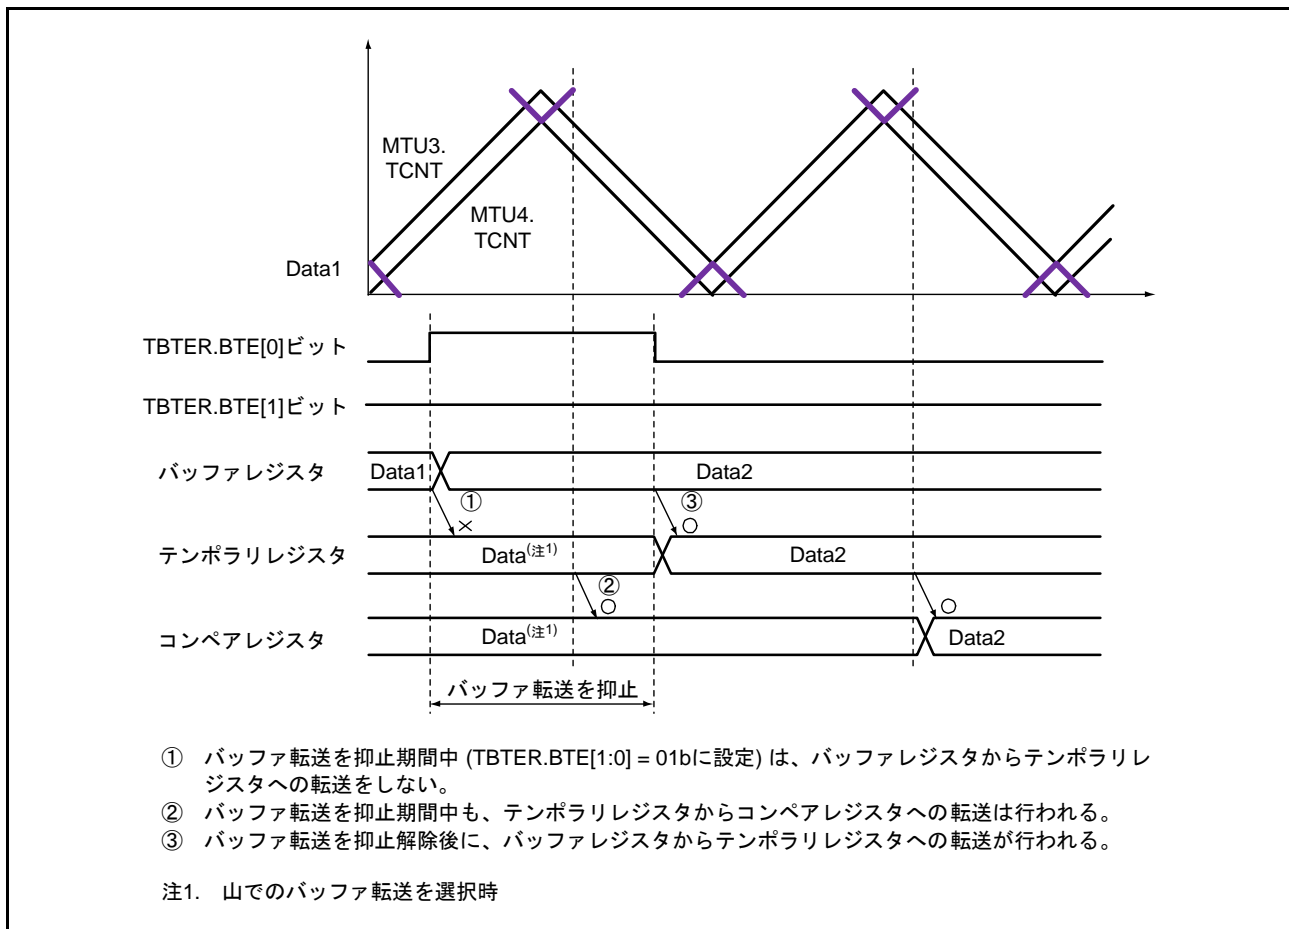 MTU3.
TCNT
MTU4.
TCNT
Data1
TBTER.BTE[0]ビット
TBTER.BTE[1]ビット
バッファレジスタ
Data1
Data2
①
×
③
○
テンポラリレジスタ
Data(注1)
Data2
②
○
○
コンペアレジスタ
Data(注1)
Data2
バッファ転送を抑止
① バッファ転送を抑止期間中 (TBTER.BTE[1:0] = 01bに設定) は、バッファレジスタからテンポラリレ
ジスタへの転送をしない。
② バッファ転送を抑止期間中も、テンポラリレジスタからコンペアレジスタへの転送は行われる。
③ バッファ転送を抑止解除後に、バッファレジスタからテンポラリレジスタへの転送が行われる。
注1. 山でのバッファ転送を選択時